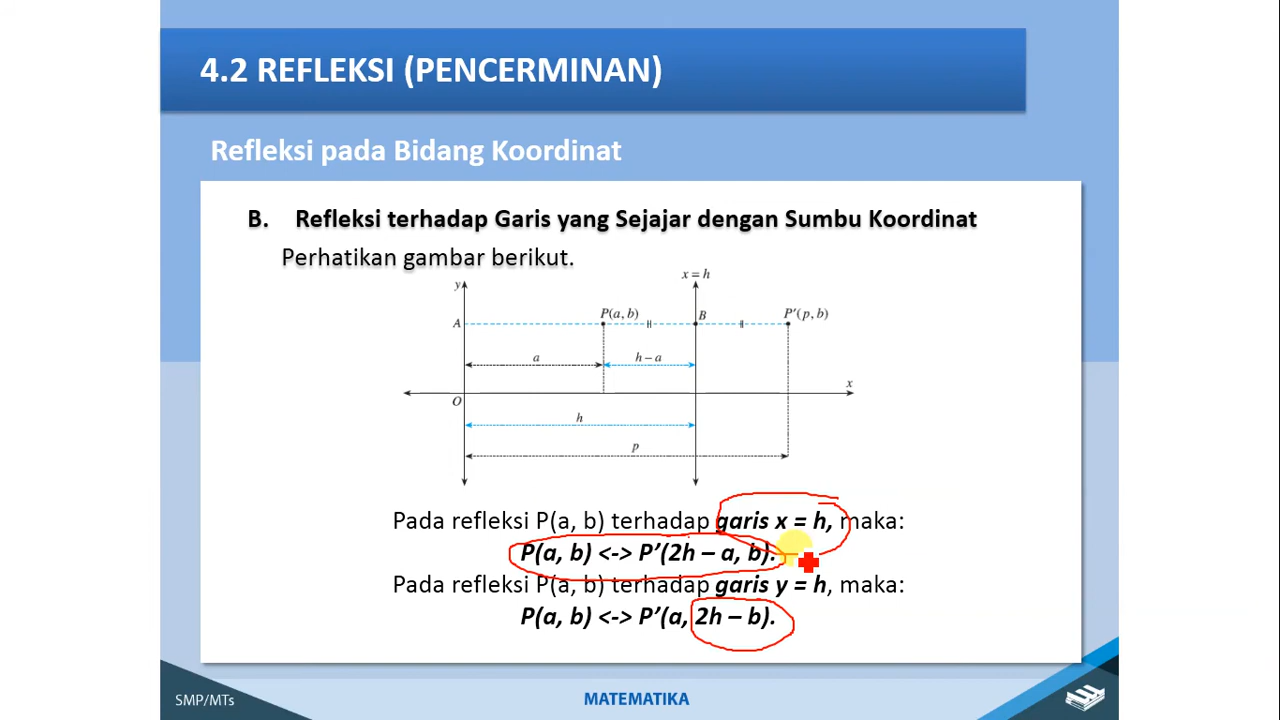 4.2 REFLEKSI (PENCERMINAN)
Refleksi pada Bidang Koordinat
B. Refleksi terhadap Garis yang Sejajar dengan Sumbu Koordinat
Perhatikan gambar berikut.
x = h
y
A
P(a, b)
B
P′(p, b)
a
h – a
x
O
h
p
Pada refleksi P(a, b) terhadap garis x = h, maka:
P(a, b) <-> P’(2h – a, b).
Pada refleksi P(a, b) terhadap garis y = h, maka:
P(a, b) <-> P’(a, 2h – b).
SMP/MTs
MATEMATIKA